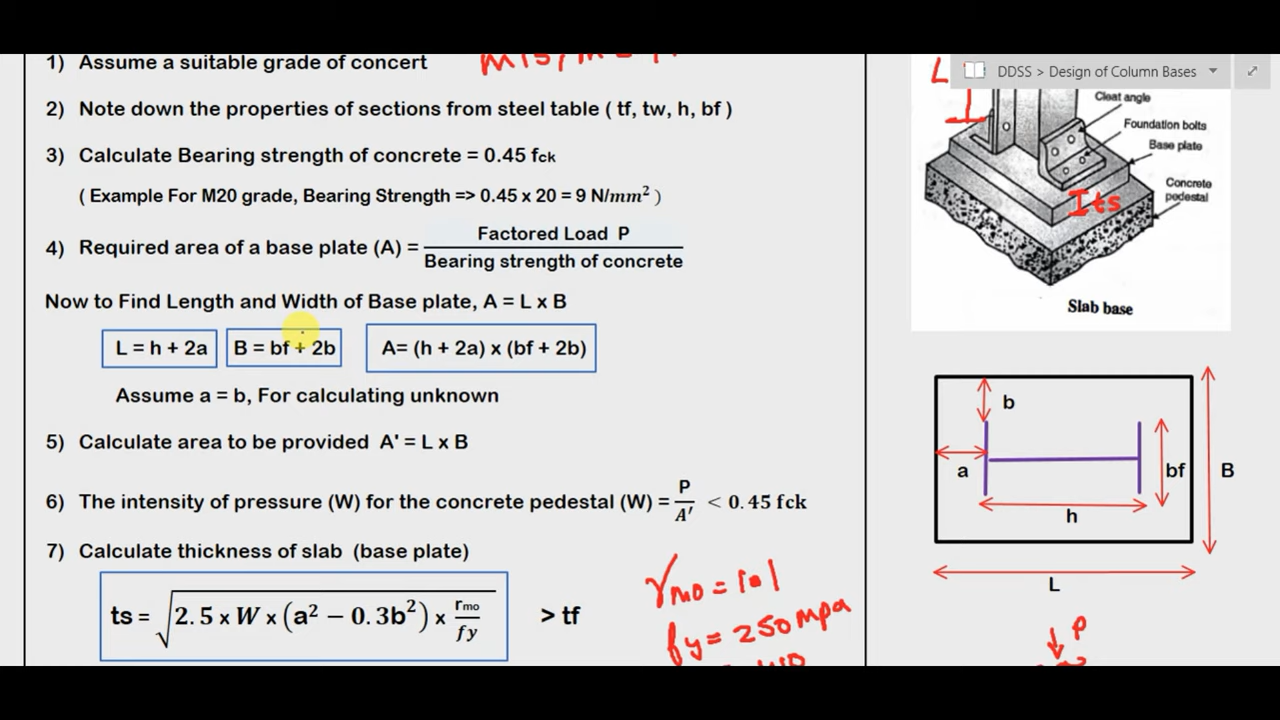 1) Assume a suitable grade of concert
2) Note down the properties of sections from steel table ( tf, tw, h, bf )
3) Calculate Bearing strength of concrete = 0.45 fck
( Example For M20 grade, Bearing Strength => 0.45 x 20 = 9 N/mm² )
4) Required area of a base plate (A) = Factored Load P / Bearing strength of concrete
Now to Find Length and Width of Base plate, A = L x B
L = h + 2a B = bf + 2b A= (h + 2a) x (bf + 2b)
Assume a = b, For calculating unknown
5) Calculate area to be provided A' = L x B
6) The intensity of pressure (W) for the concrete pedestal (W) = P/A' < 0.45 fck
7) Calculate thickness of slab (base plate)
ts = √(2.5 x W x (a² − 0.3b²) x rmo/fy) > tf
γmo = 1.1
fy = 250 mpa
DDSS > Design of Column Bases
L
Cleat angle
Foundation bolts
Base plate
Concrete
pedestal
Its
Slab base
b
a
bf
B
h
L
P